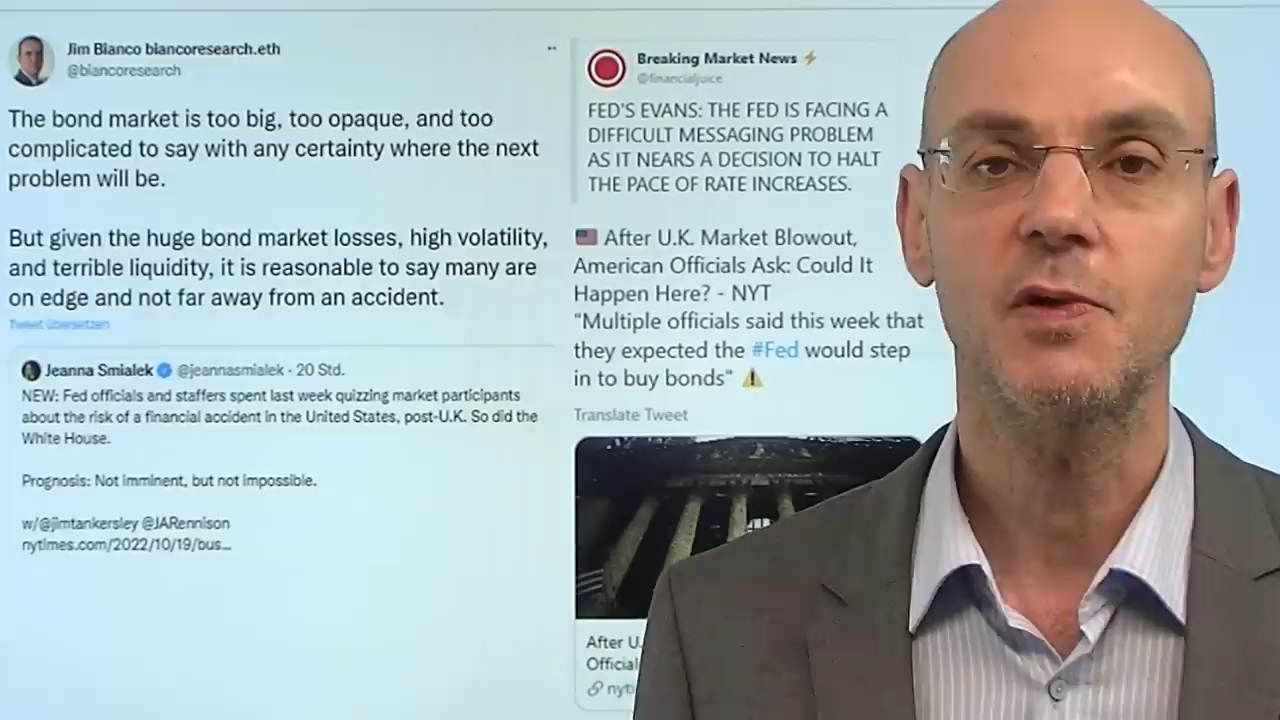 Jim Bianco biancoresearch.eth
@biancoresearch
The bond market is too big, too opaque, and too
complicated to say with any certainty where the next
problem will be.
But given the huge bond market losses, high volatility,
and terrible liquidity, it is reasonable to say many are
on edge and not far away from an accident.
Tweet übersetzen
Jeanna Smialek @jeannasmialek · 20 Std.
NEW: Fed officials and staffers spent last week quizzing market participants
about the risk of a financial accident in the United States, post-U.K. So did the
White House.
Prognosis: Not imminent, but not impossible.
w/@jimtankersley @JARennison
nytimes.com/2022/10/19/bus...
Breaking Market News ⚡
@financialjuice
FED'S EVANS: THE FED IS FACING A
DIFFICULT MESSAGING PROBLEM
AS IT NEARS A DECISION TO HALT
THE PACE OF RATE INCREASES.
🇺🇸 After U.K. Market Blowout,
American Officials Ask: Could It
Happen Here? - NYT
"Multiple officials said this week that
they expected the #Fed would step
in to buy bonds" ⚠️
Translate Tweet
After U.
Official
nyti